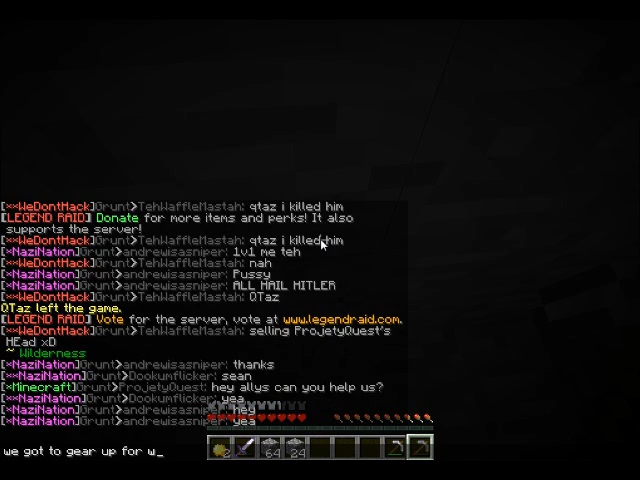 [**WeDontHack]Grunt>TehWaffleMastah: qtaz i killed him
[LEGEND RAID] Donate for more items and perks! It also
supports the server!
[**WeDontHack]Grunt>TehWaffleMastah: qtaz i killed him
[*NaziNation]Grunt>andrewisasniper: 1v1 me teh
[**WeDontHack]Grunt>TehWaffleMastah: nah
[*NaziNation]Grunt>andrewisasniper: Pussy
[*NaziNation]Grunt>andrewisasniper: ALL HAIL HITLER
[**WeDontHack]Grunt>TehWaffleMastah: QTaz
QTaz left the game.
[LEGEND RAID] Vote for the server, vote at www.legendraid.com.
[**WeDontHack]Grunt>TehWaffleMastah: selling ProjetyQuest's
HEad xD
~ Wilderness
[*NaziNation]Grunt>andrewisasniper: thanks
[**NaziNation]Grunt>Dookumflicker: sean
[*Minecraft]Grunt>ProjetyQuest: hey allys can you help us?
[**NaziNation]Grunt>Dookumflicker: yea
[*NaziNation]Grunt>andrewisasniper: hey
[*NaziNation]Grunt>andrewisasniper: yea
2 64 24
we got to gear up for w_